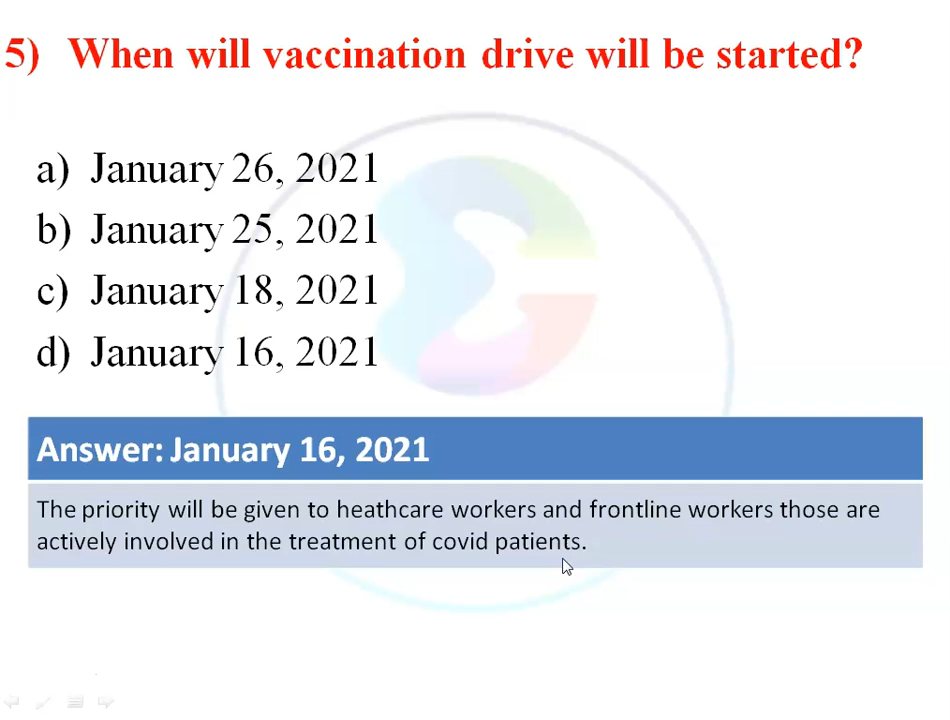 5) When will vaccination drive will be started?
a) January 26, 2021
b) January 25, 2021
c) January 18, 2021
d) January 16, 2021
Answer: January 16, 2021
The priority will be given to heathcare workers and frontline workers those are
actively involved in the treatment of covid patients.